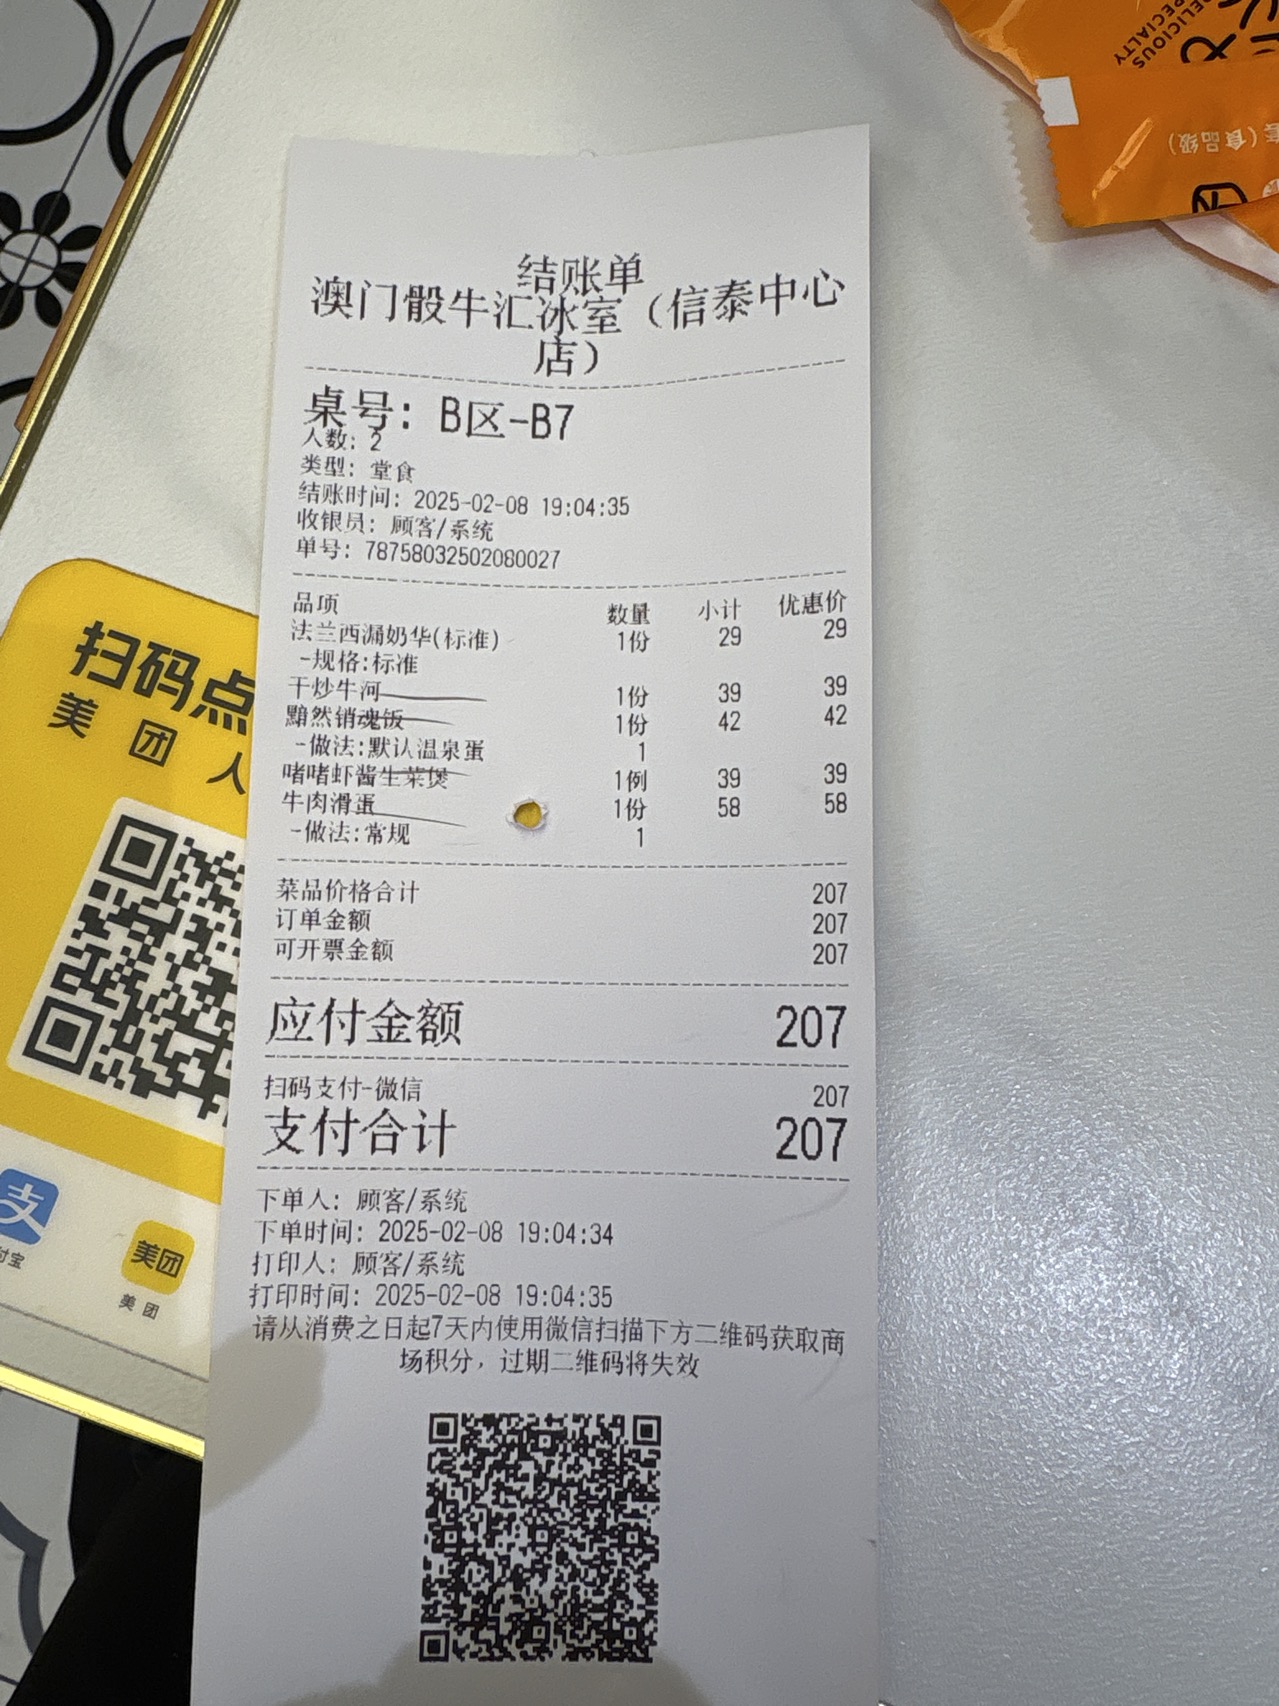 DELICIOUS
SPECIALTY
(食品级)
结账单
澳门骰牛汇冰室（信泰中心
店）
桌号：B区-B7
人数：2
类型：堂食
结账时间：2025-02-08 19:04:35
收银员：顾客/系统
单号：78758032502080027
品项 数量 小计 优惠价
法兰西漏奶华(标准) 1份 29 29
-规格:标准
干炒牛河 1份 39 39
黯然销魂饭 1份 42 42
-做法:默认温泉蛋 1
啫啫虾酱生菜煲 1例 39 39
牛肉滑蛋 1份 58 58
-做法:常规 1
菜品价格合计 207
订单金额 207
可开票金额 207
应付金额 207
扫码支付-微信 207
支付合计 207
下单人：顾客/系统
下单时间：2025-02-08 19:04:34
打印人：顾客/系统
打印时间：2025-02-08 19:04:35
请从消费之日起7天内使用微信扫描下方二维码获取商
场积分，过期二维码将失效
扫码点
美团人
支
付宝
美团
美团